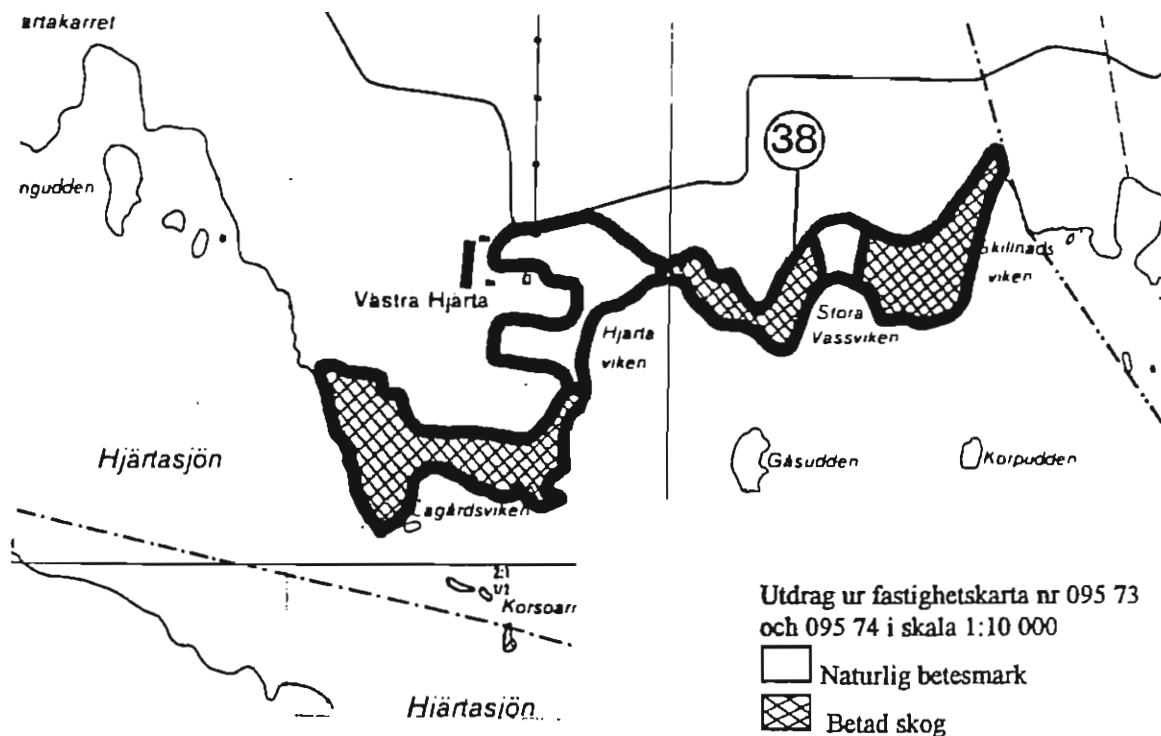 artakarret
ngudden
38
Västra Hjärta
Hjärta
viken
Stora
Vassviken
Skillnads
viken
Hjärtasjön
Gåsudden
Korpudden
Lagårdsviken
2:1
1/2
Korsoarr
Hjärtasjön
Utdrag ur fastighetskarta nr 095 73
och 095 74 i skala 1:10 000
Naturlig betesmark
Betad skog